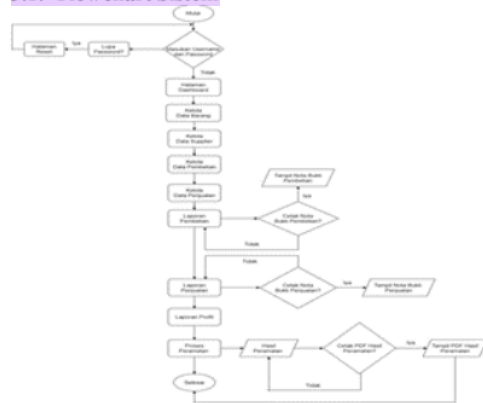 Mulai
Masukan Username
dan Password
Lupa
Password?
Ya
Halaman
Reset
Tidak
Halaman
Dashboard
Kelola
Data Barang
Kelola
Data Supplier
Kelola
Data Pembelian
Kelola
Data Penjualan
Tampil Nota Bukti
Pembelian
Ya
Laporan
Pembelian
Cetak Nota
Bukti Pembelian?
Tidak
Tidak
Laporan
Penjualan
Cetak Nota
Bukti Penjualan?
Ya
Tampil Nota Bukti
Penjualan
Laporan Profit
Proses
Peramalan
Hasil
Peramalan
Cetak PDF Hasil
Peramalan?
Ya
Tampil PDF Hasil
Peramalan
Tidak
Selesai